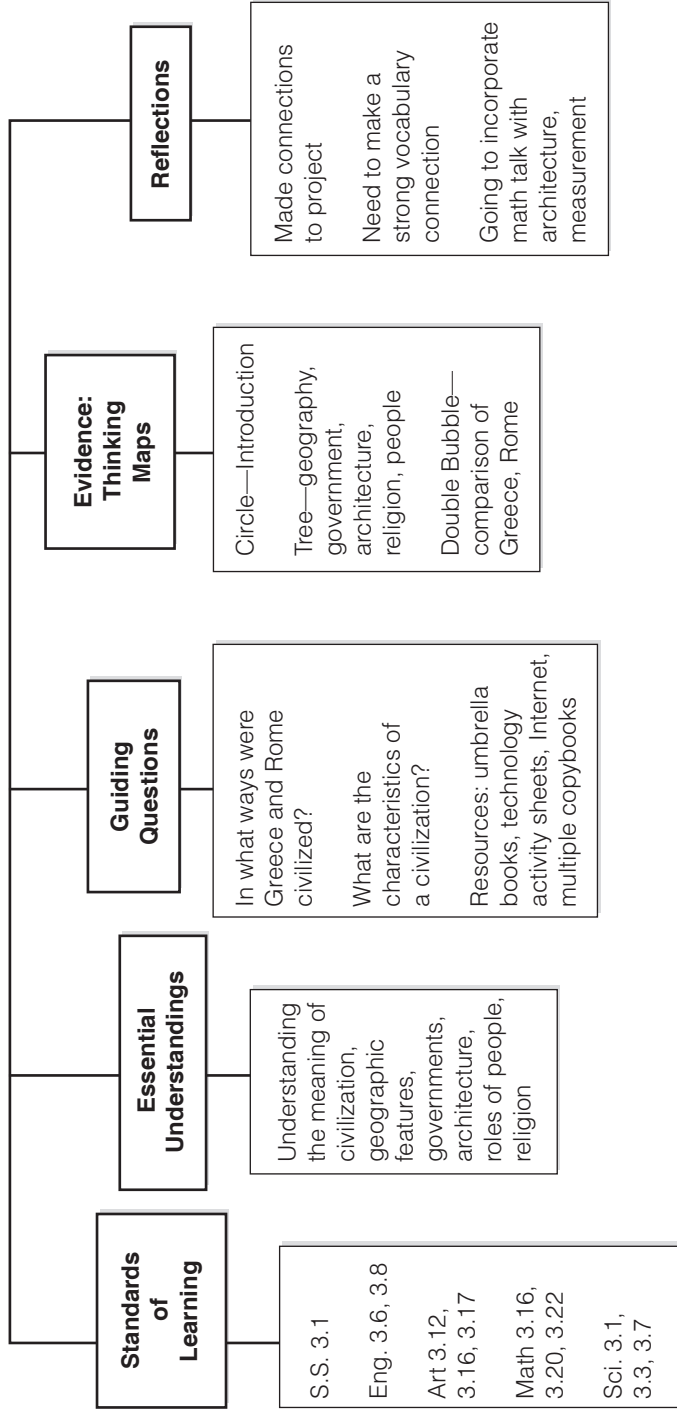 Standards
of
Learning
S.S. 3.1
Eng. 3.6, 3.8
Art 3.12,
3.16, 3.17
Math 3.16,
3.20, 3.22
Sci. 3.1,
3.3, 3.7
Essential
Understandings
Understanding
the meaning of
civilization,
geographic
features,
governments,
architecture,
roles of people,
religion
Guiding
Questions
In what ways were
Greece and Rome
civilized?
What are the
characteristics of
a civilization?
Resources: umbrella
books, technology
activity sheets, Internet,
multiple copybooks
Evidence:
Thinking
Maps
Circle—Introduction
Tree—geography,
government,
architecture,
religion, people
Double Bubble—
comparison of
Greece, Rome
Reflections
Made connections
to project
Need to make a
strong vocabulary
connection
Going to incorporate
math talk with
architecture,
measurement